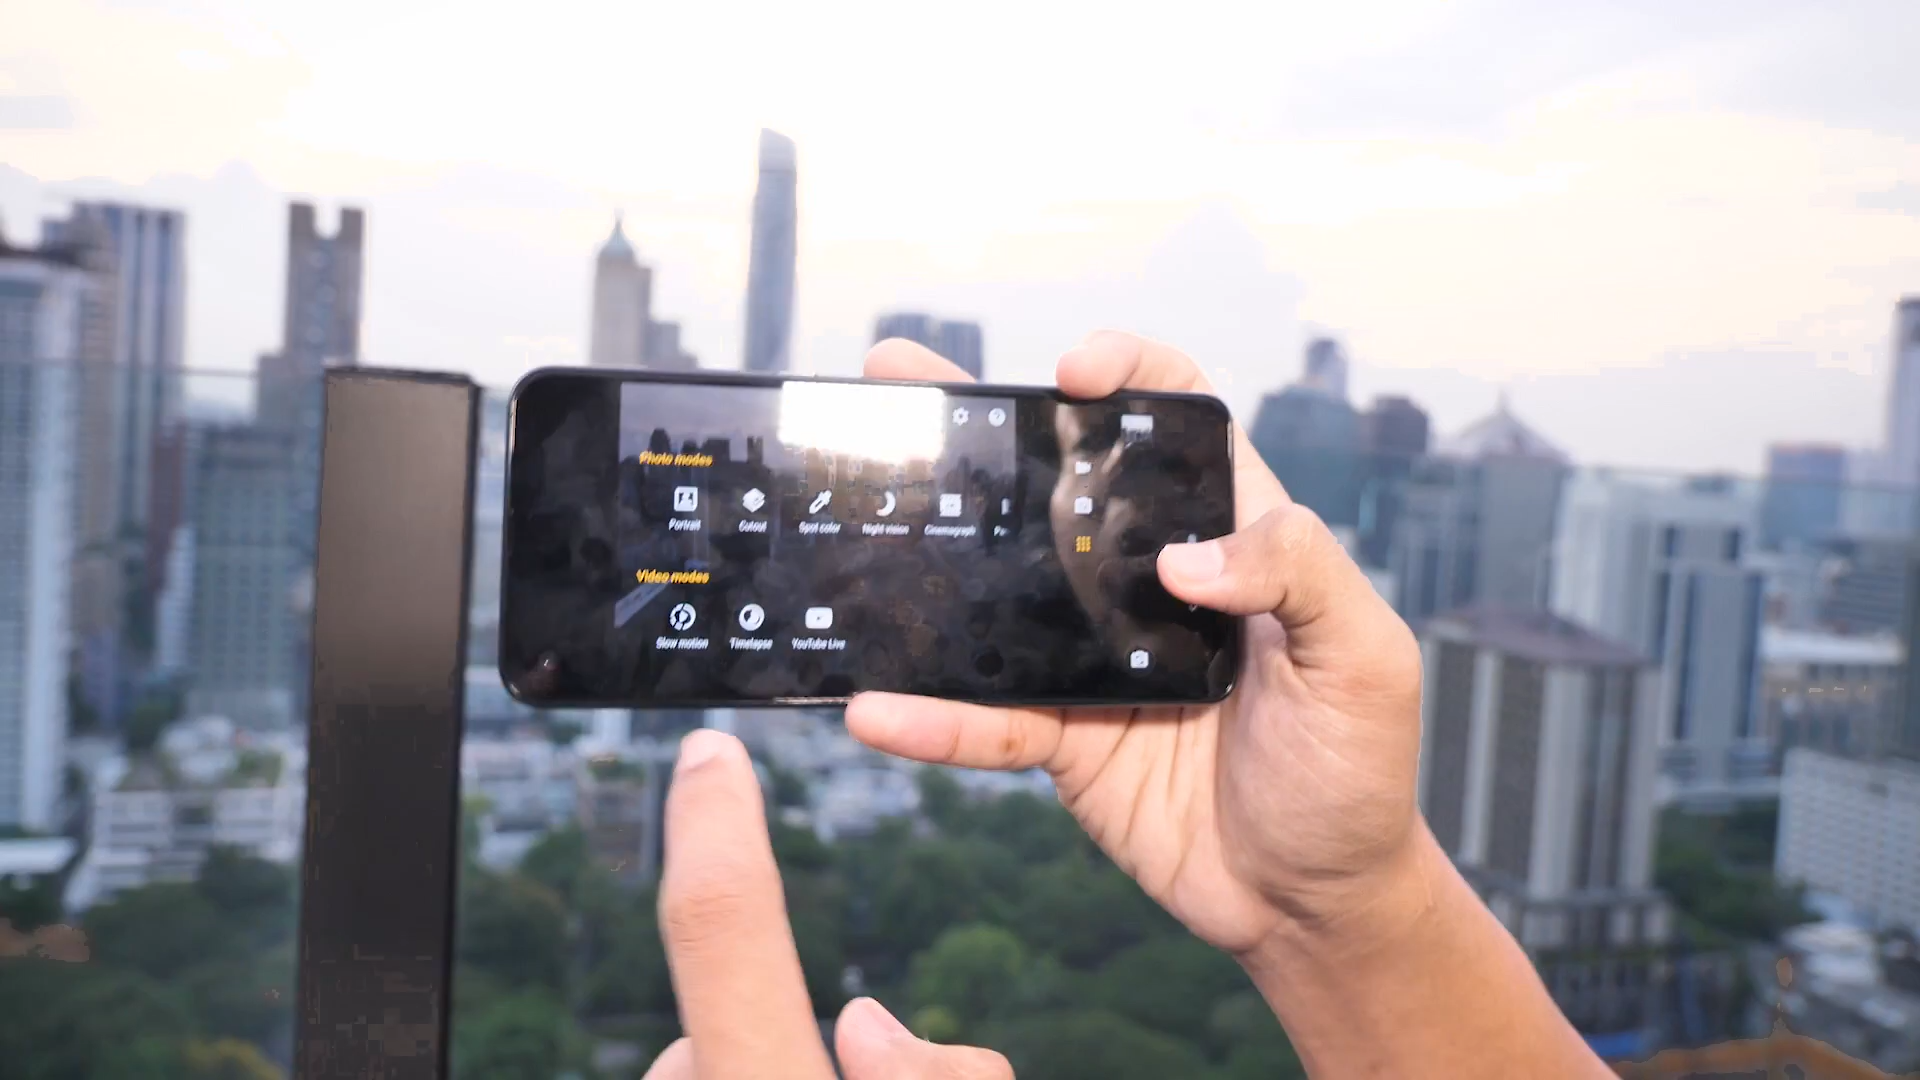 Photo modes
Portrait Cutout Spot color Night vision Cinemagraph
Video modes
Slow motion Timelapse YouTube Live